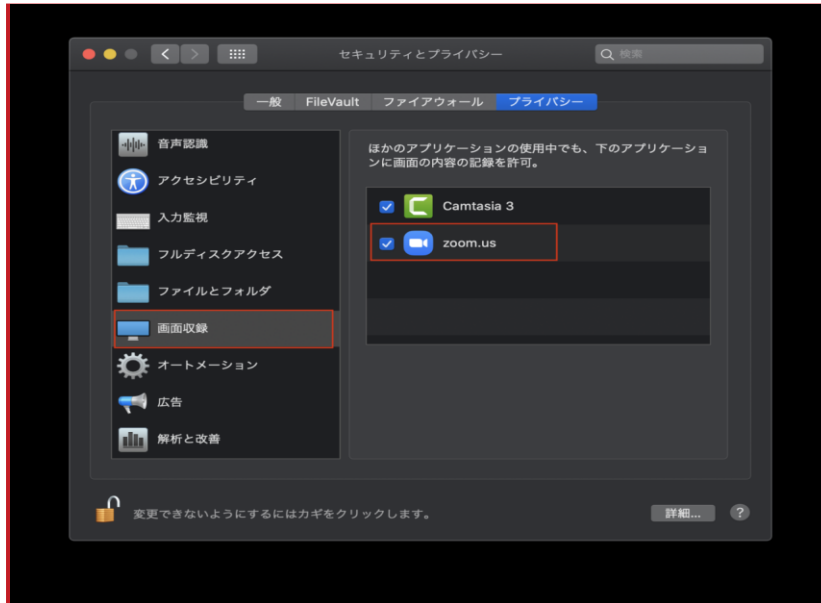 セキュリティとプライバシー
検索
一般
FileVault
ファイアウォール
プライバシー
音声認識
アクセシビリティ
入力監視
フルディスクアクセス
ファイルとフォルダ
画面収録
オートメーション
広告
解析と改善
ほかのアプリケーションの使用中でも、下のアプリケーショ
ンに画面の内容の記録を許可。
Camtasia 3
zoom.us
変更できないようにするにはカギをクリックします。
詳細...
?